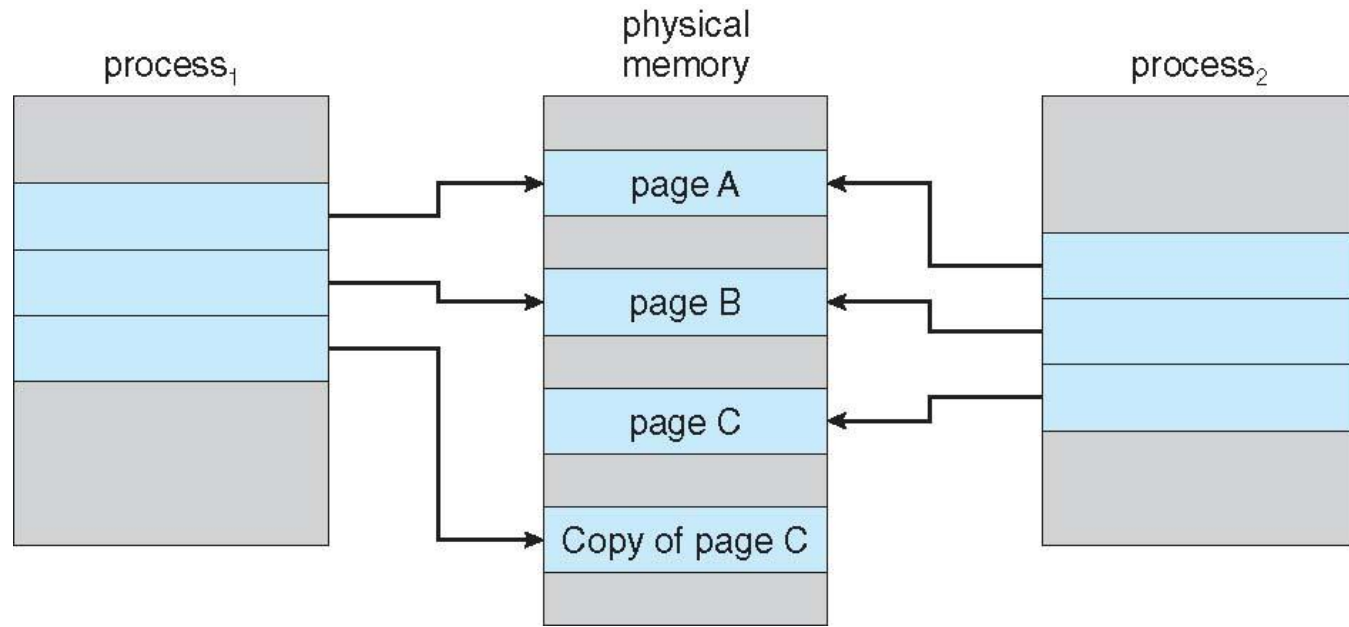 process₁
physical
memory
process₂
page A
page B
page C
Copy of page C